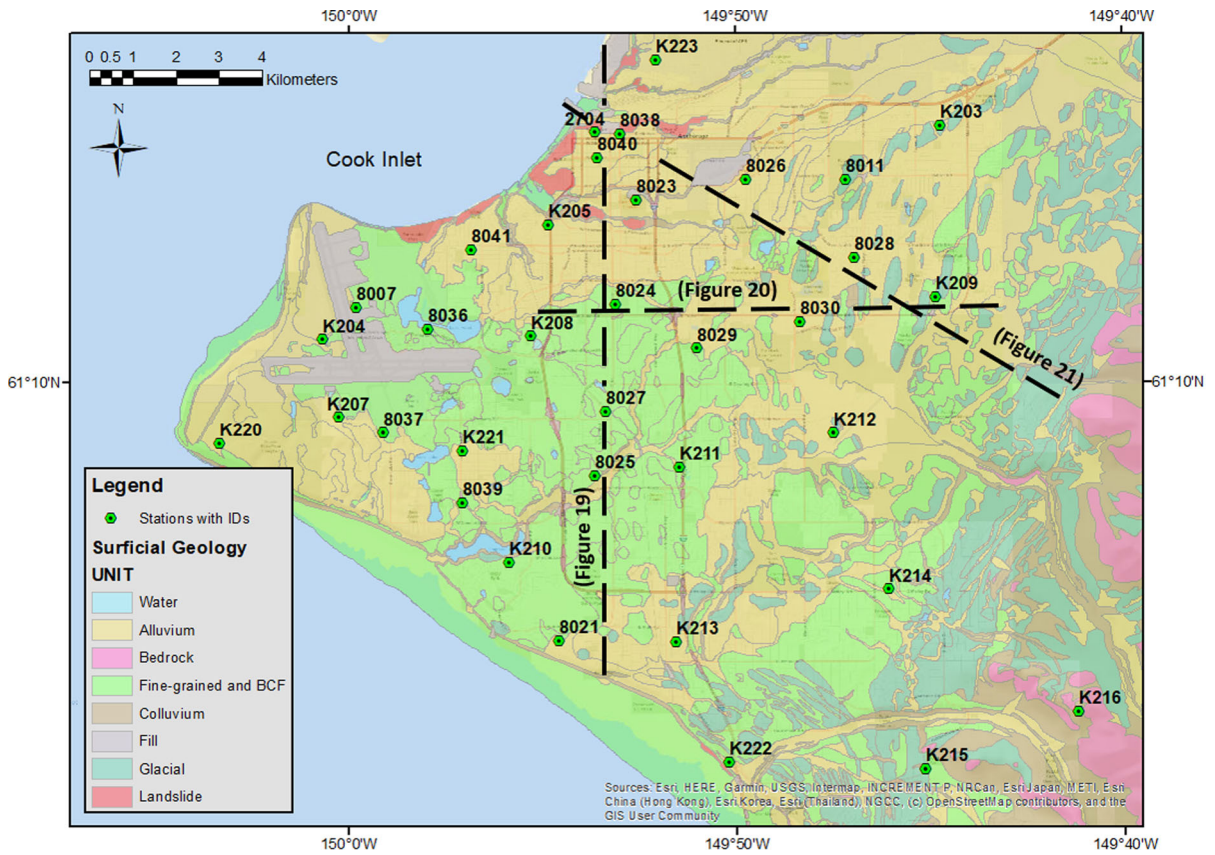 150°0'W
149°50'W
149°40'W
0 0.5 1 2 3 4
Kilometers
N
Cook Inlet
K223
K203
2704
8038
8040
8026
8011
8023
K205
8041
8028
8024
(Figure 20)
K209
8007
8036
K208
8030
K204
8029
(Figure 21)
61°10'N
61°10'N
8027
K207
8037
K212
K220
K221
K211
8025
8039
(Figure 19)
K210
K214
8021
K213
K216
K222
K215
Legend
Stations with IDs
Surficial Geology
UNIT
Water
Alluvium
Bedrock
Fine-grained and BCF
Colluvium
Fill
Glacial
Landslide
Sources: Esri, HERE, Garmin, USGS, Intermap, INCREMENT P, NRCan, Esri Japan, METI, Esri
China (Hong Kong), Esri Korea, Esri (Thailand), NGCC, (c) OpenStreetMap contributors, and the
GIS User Community
150°0'W
149°50'W
149°40'W